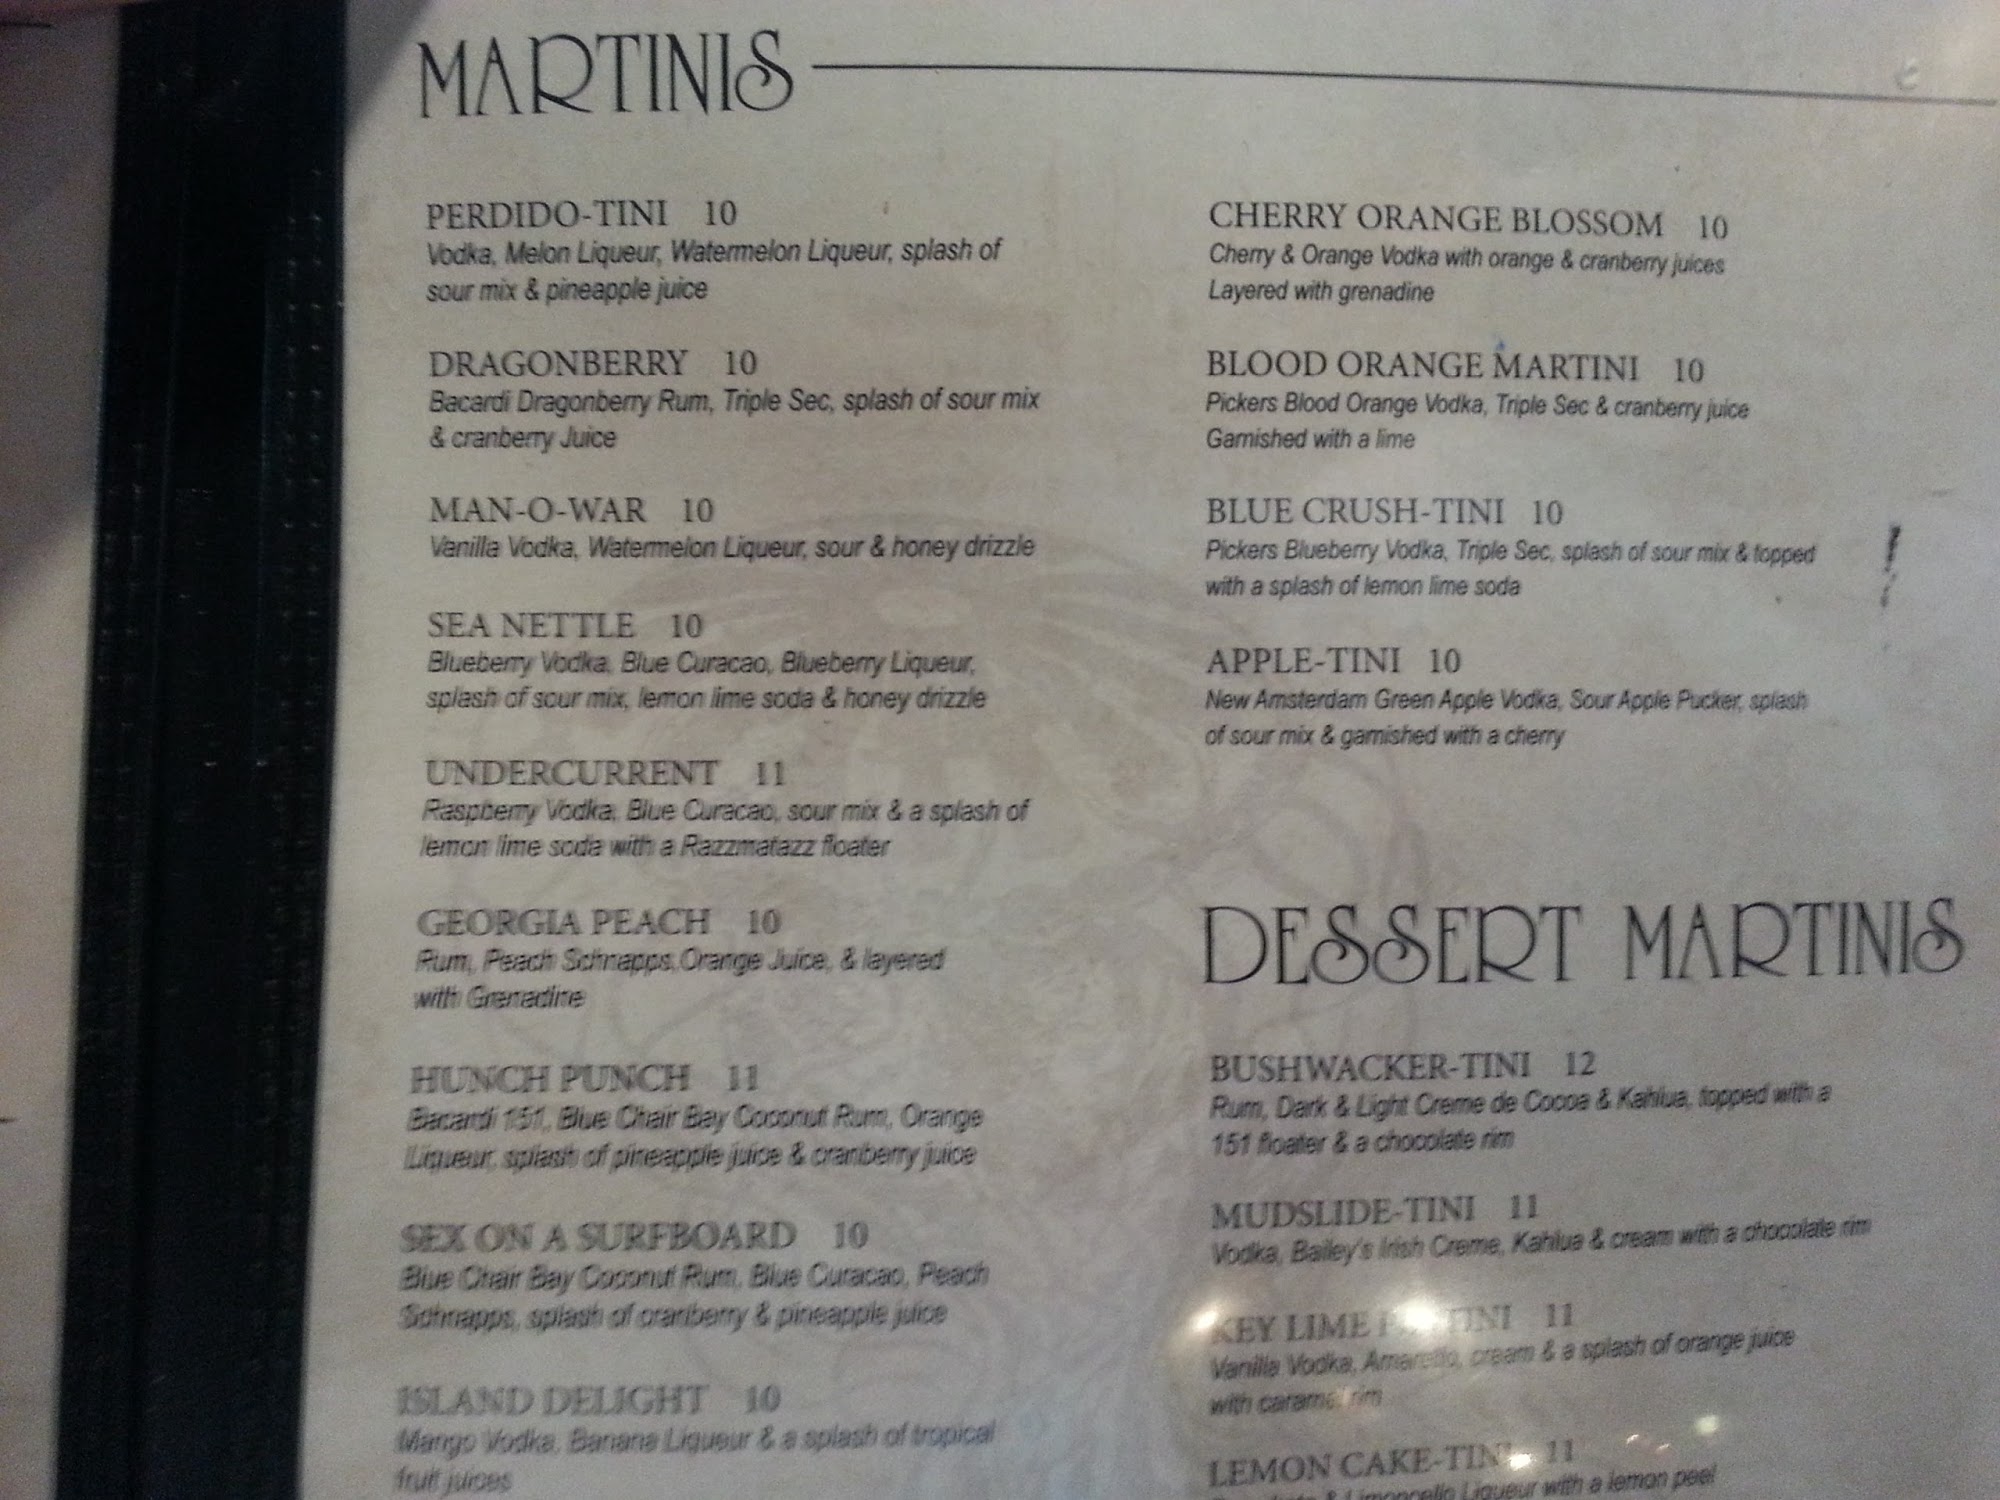 MARTINIS
PERDIDO-TINI 10
Vodka, Melon Liqueur, Watermelon Liqueur, splash of
sour mix & pineapple juice
DRAGONBERRY 10
Bacardi Dragonberry Rum, Triple Sec, splash of sour mix
& cranberry Juice
MAN-O-WAR 10
Vanilla Vodka, Watermelon Liqueur, sour & honey drizzle
SEA NETTLE 10
Blueberry Vodka, Blue Curacao, Blueberry Liqueur,
splash of sour mix, lemon lime soda & honey drizzle
UNDERCURRENT 11
Raspberry Vodka, Blue Curacao, sour mix & a splash of
lemon lime soda with a Razzmatazz floater
GEORGIA PEACH 10
Rum, Peach Schnapps, Orange Juice, & layered
with Grenadine
HUNCH PUNCH 11
Bacardi 151, Blue Chair Bay Coconut Rum, Orange
Liqueur, splash of pineapple juice & cranberry juice
SEX ON A SURFBOARD 10
Blue Chair Bay Coconut Rum, Blue Curacao, Peach
Schnapps, splash of cranberry & pineapple juice
ISLAND DELIGHT 10
Mango Vodka, Banana Liqueur & a splash of tropical
fruit juices
CHERRY ORANGE BLOSSOM 10
Cherry & Orange Vodka with orange & cranberry juices
Layered with grenadine
BLOOD ORANGE MARTINI 10
Pickers Blood Orange Vodka, Triple Sec & cranberry juice
Garnished with a lime
BLUE CRUSH-TINI 10
Pickers Blueberry Vodka, Triple Sec, splash of sour mix & topped
with a splash of lemon lime soda
APPLE-TINI 10
New Amsterdam Green Apple Vodka, Sour Apple Pucker, splash
of sour mix & garnished with a cherry
DESSERT MARTINIS
BUSHWACKER-TINI 12
Rum, Dark & Light Creme de Cocoa & Kahlua, topped with a
151 floater & a chocolate rim
MUDSLIDE-TINI 11
Vodka, Bailey's Irish Creme, Kahlua & cream with a chocolate rim
KEY LIME 11
Vanilla Vodka, Amaretto, cream & a splash of orange juice
with caramel rim
LEMON CAKE-TINI 11
& Limoncello Liqueur with a lemon peel